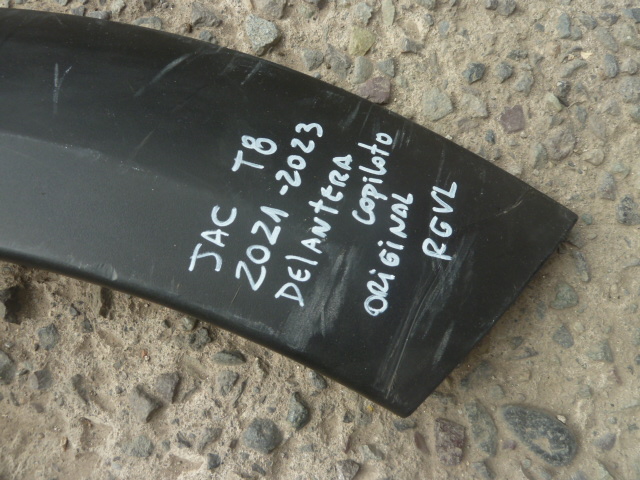 JAC T8
2021-2023
DELANTERA
Copiloto
ORIGINAL
RGVL